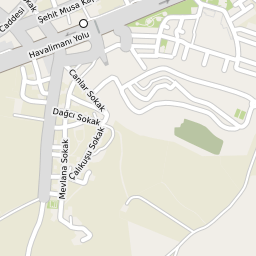 Caddesi
Şehit Musa Ka
Havalimanı Yolu
Canlar Sokak
Dağcı Sokak
Çalıkuşu Sokak
Mevlana Sokak